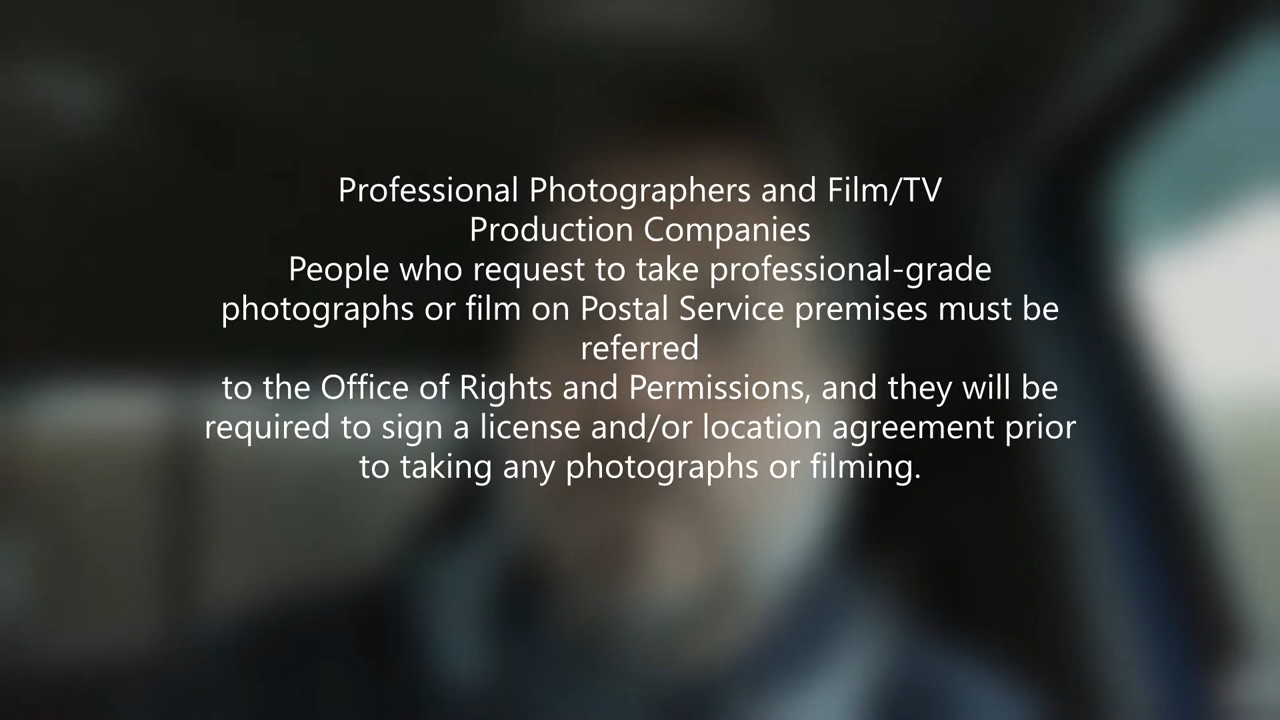 Professional Photographers and Film/TV
Production Companies
People who request to take professional-grade
photographs or film on Postal Service premises must be
referred
to the Office of Rights and Permissions, and they will be
required to sign a license and/or location agreement prior
to taking any photographs or filming.